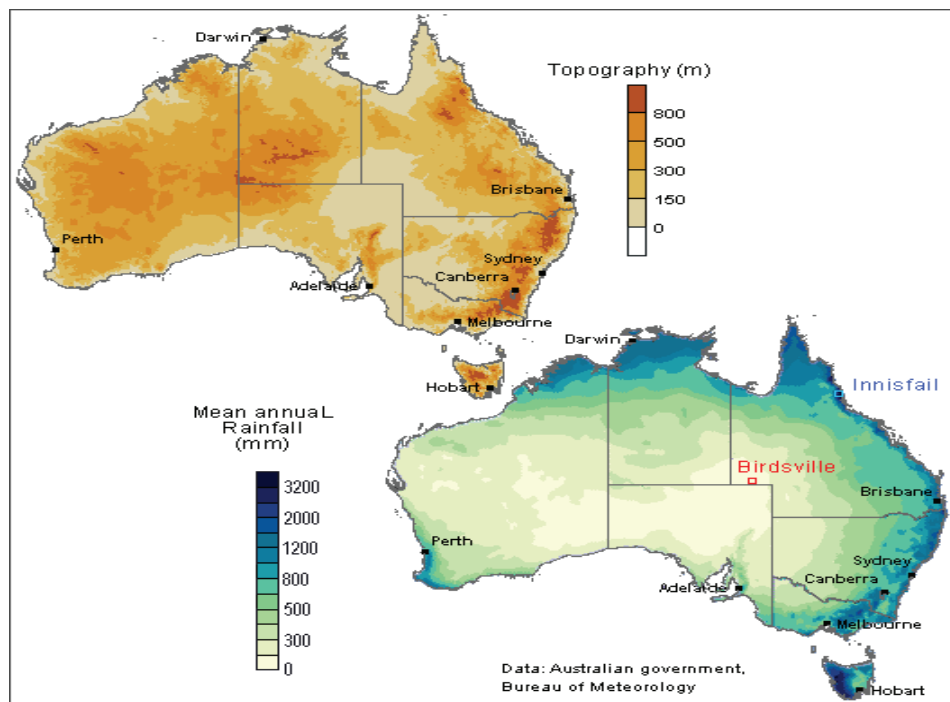 Darwin
Topography (m)
800
500
300
150
0
Brisbane
Perth
Sydney
Canberra
Adelaide
Melbourne
Hobart
Darwin
Innisfail
Mean annuaL
Rainfall
(mm)
3200
2000
1200
800
500
300
0
Birdsville
Brisbane
Perth
Sydney
Canberra
Adelaide
Melbourne
Hobart
Data: Australian government,
Bureau of Meteorology